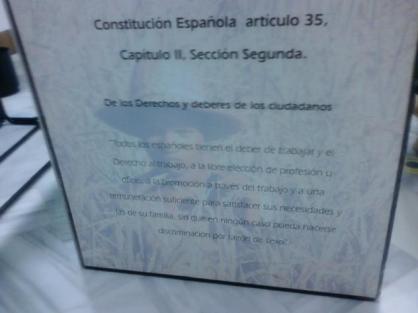 Constitución Española artículo 35,
Capitulo II, Sección Segunda.
De los Derechos y deberes de los ciudadanos
"Todos los españoles tienen el deber de trabajar y el
Derecho al trabajo, a la libre elección de profesión u
oficio, a la promoción a través del trabajo y a una
remuneración suficiente para satisfacer sus necesidades y
las de su familia, sin que en ningún caso pueda hacerse
discriminación por razón de sexo".